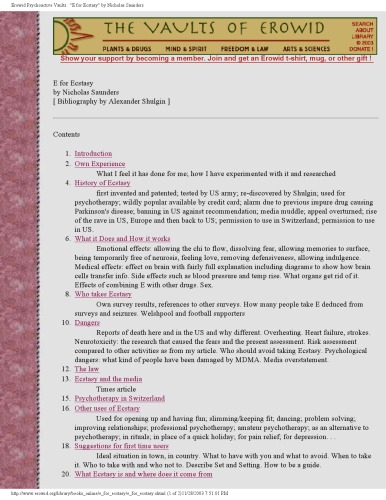 Erowid Psychoactive Vaults : "E for Ecstasy" by Nicholas Saunders
THE VAULTS OF EROWID
SEARCH
ABOUT
LIBRARY
© 2003
DONATE !
PLANTS & DRUGS MIND & SPIRIT FREEDOM & LAW ARTS & SCIENCES
Show your support by becoming a member. Join and get an Erowid t-shirt, mug, or other gift !
E for Ecstasy
by Nicholas Saunders
[ Bibliography by Alexander Shulgin ]
Contents
1. Introduction
2. Own Experience
What I feel it has done for me; how I have experimented with it and researched
4. History of Ecstasy
first invented and patented; tested by US army; re-discovered by Shulgin; used for
psychotherapy; wildly popular available by credit card; alarm due to previous impure drug causing
Parkinson's disease; banning in US against recommendation; media muddle; appeal overturned; rise
of the rave in US, Europe and then back to US; permission to use in Switzerland; permission to use
in US.
6. What it Does and How it works
Emotional effects: allowing the chi to flow, dissolving fear, allowing memories to surface,
being temporarily free of neurosis, feeling love, removing defensiveness, allowing indulgence.
Medical effects: effect on brain with fairly full explanation including diagrams to show how brain
cells transfer info. Side effects such as blood pressure and temp rise. What organs get rid of it.
Effects of combining E with other drugs. Sex.
8. Who takes Ecstasy
Own survey results, references to other surveys. How many people take E deduced from
surveys and seizures. Welshpool and football supporters
10. Dangers
Reports of death here and in the US and why different. Overheating. Heart failure, strokes.
Neurotoxicity: the research that caused the fears and the present assessment. Risk assessment
compared to other activities as from my article. Who should avoid taking Ecstasy. Psychological
dangers: what kind of people have been damaged by MDMA. Media overstatement.
12. The law
13. Ecstasy and the media
Times article
15. Psychotherapy in Switzerland
16. Other uses of Ecstasy
Used for opening up and having fun; slimming/keeping fit; dancing; problem solving;
improving relationships; professional psychotherapy; amateur psychotherapy; as an alternative to
psychotherapy; in rituals; in place of a quick holiday; for pain relief; for depression. . .
18. Suggestions for first time users
Ideal situation in town, in country. What to have with you and what to avoid. When to take
it. Who to take with and who not to. Describe Set and Setting. How to be a guide.
20. What Ecstasy is and where does it come from